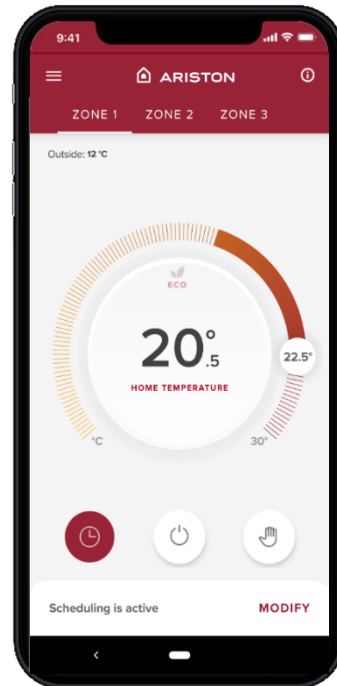 9:41
ARISTON
ZONE 1 ZONE 2 ZONE 3
Outside: 12 °C
ECO
20°.5
22.5°
HOME TEMPERATURE
°C 30°
Scheduling is active MODIFY